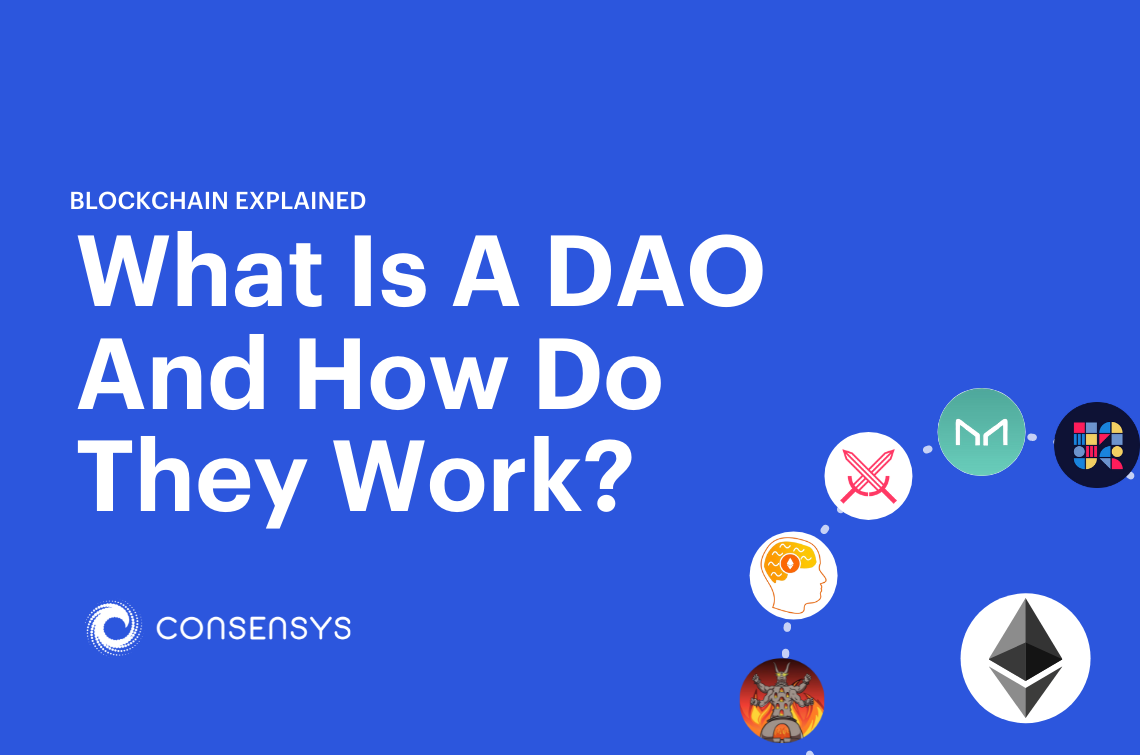 BLOCKCHAIN EXPLAINED
What Is A DAO
And How Do
They Work?
CONSENSYS